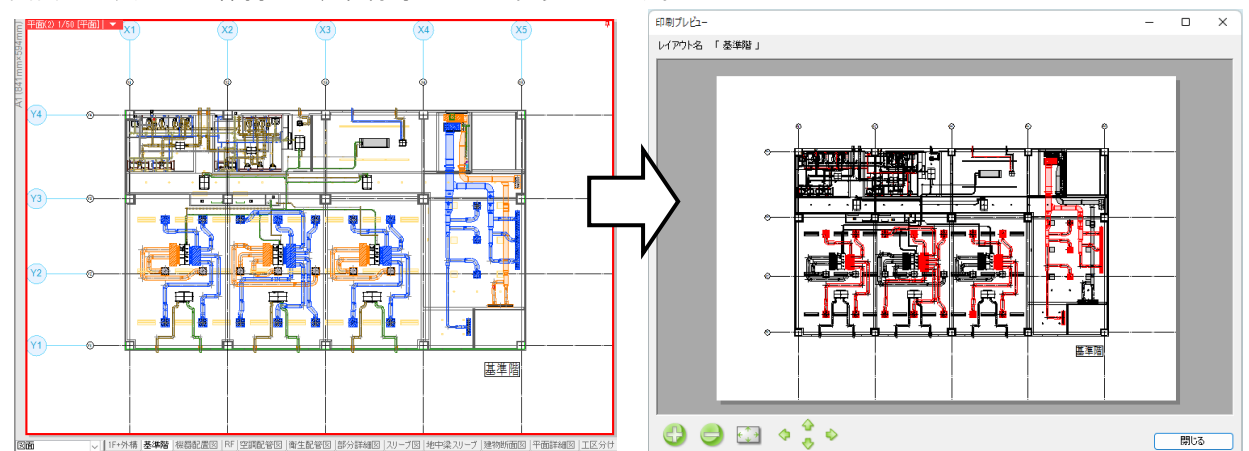 平面(2) 1/50 [平面]
A1(841mm×594mm)
X1 X2 X3 X4 X5
Y4
Y3
Y2
Y1
基準階
図面
1F+外構 基準階 機器配置図 RF 空調配管図 衛生配管図 部分詳細図 スリーブ図 地中梁スリーブ 建物断面図 平面詳細図 工区分け
印刷プレビュー
レイアウト名 「 基準階 」
基準階
閉じる